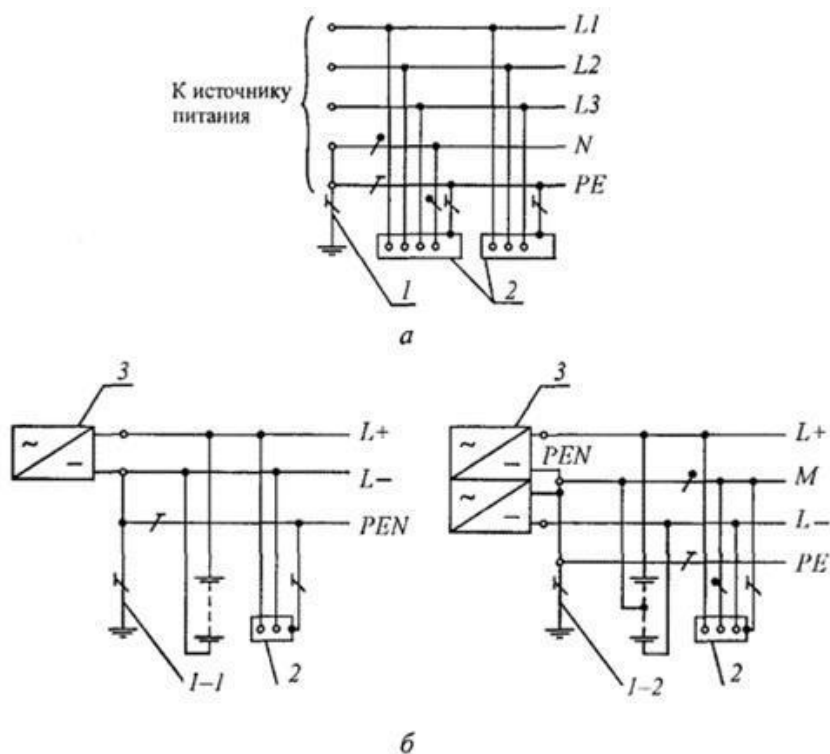 L1
L2
К источнику
питания
L3
N
PE
1
2
а
3
3
~
–
L+
L–
PEN
1–1
2
~
–
~
–
PEN
L+
M
L–
PE
1–2
2
б